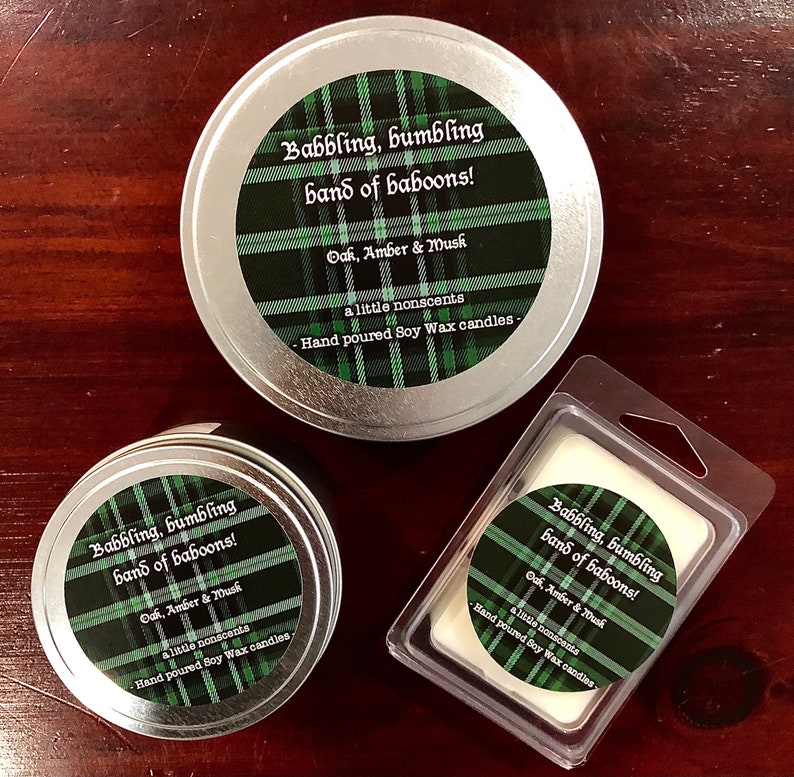 Babbling, bumbling
band of baboons!
Oak, Amber & Musk
a little nonscents
- Hand poured Soy Wax candles -
Babbling, bumbling
band of baboons!
Oak, Amber & Musk
a little nonscents
- Hand poured Soy Wax candles -
Babbling, bumbling
band of baboons!
Oak, Amber & Musk
a little nonscents
- Hand poured Soy Wax candles -